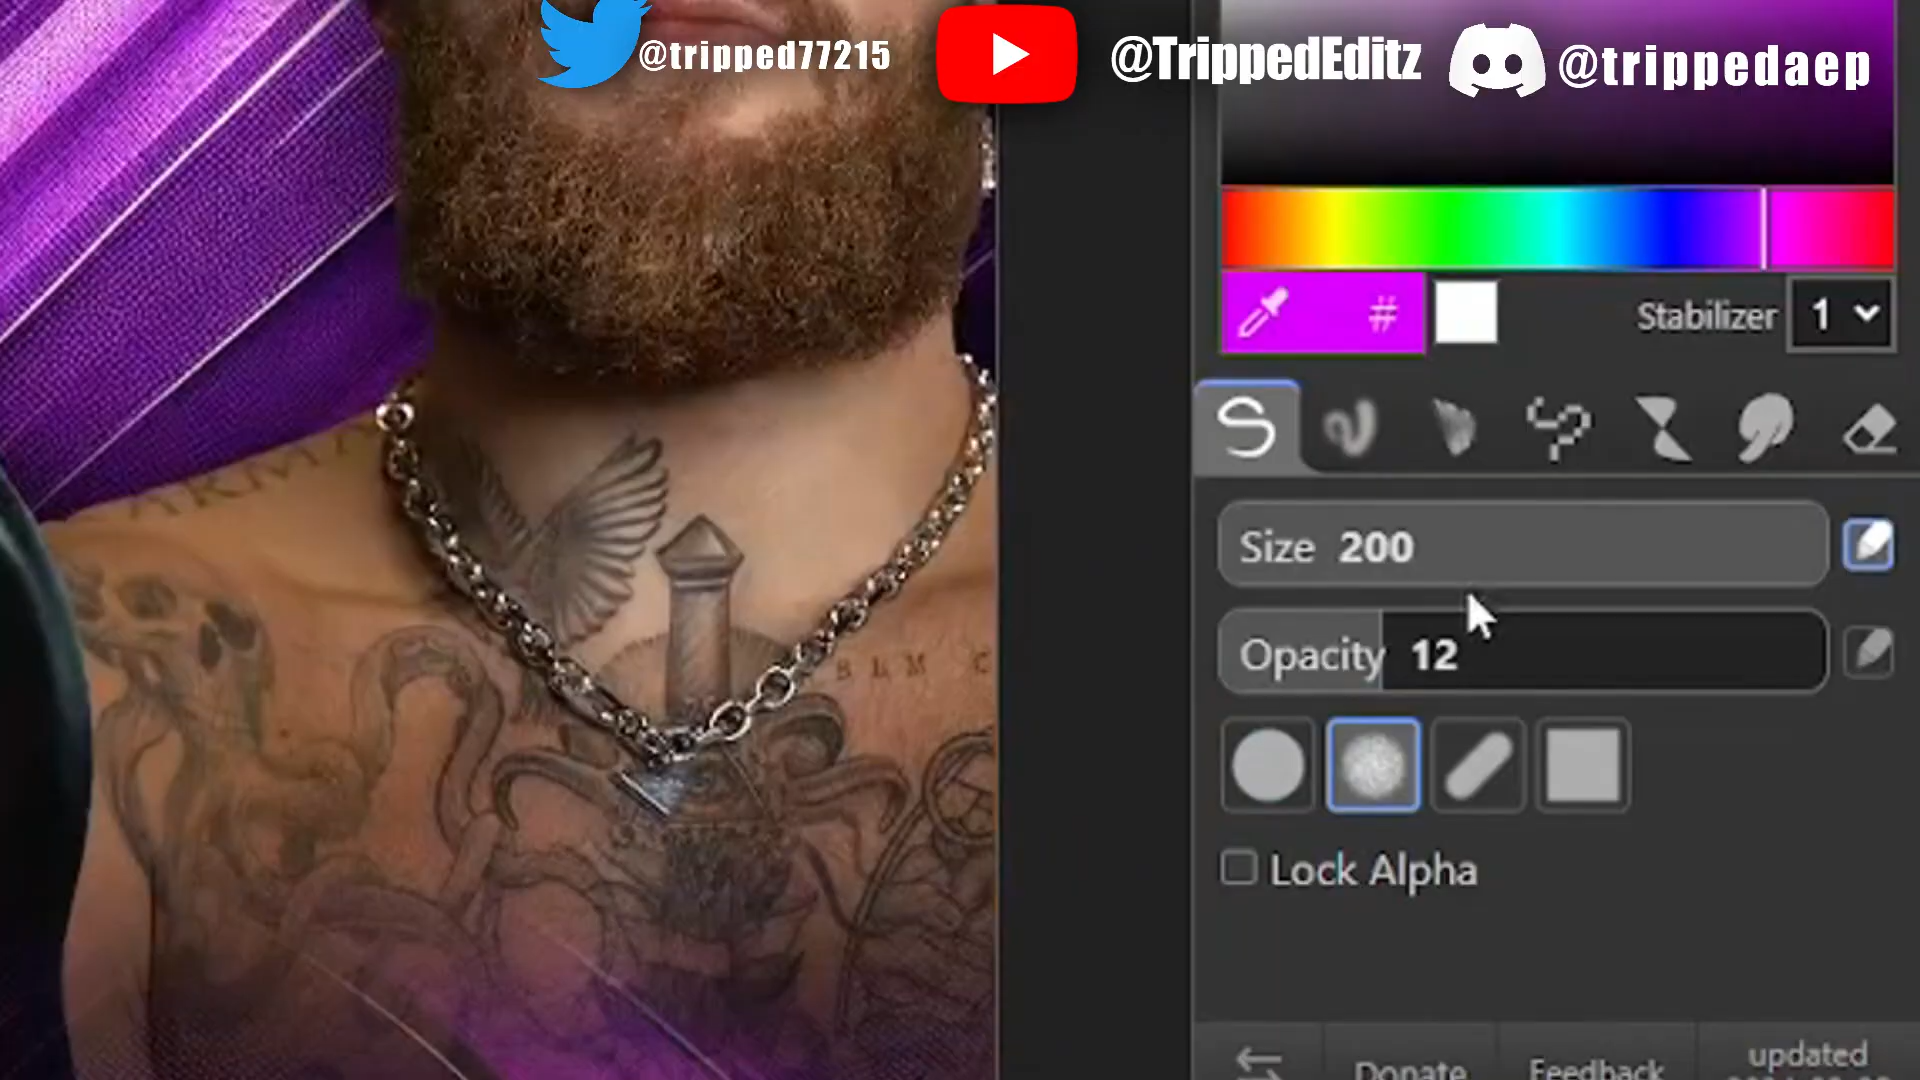 @tripped77215
@TrippedEditz
@trippedaep
#
Stabilizer 1
Size 200
Opacity 12
Lock Alpha
Donate
Feedback
updated